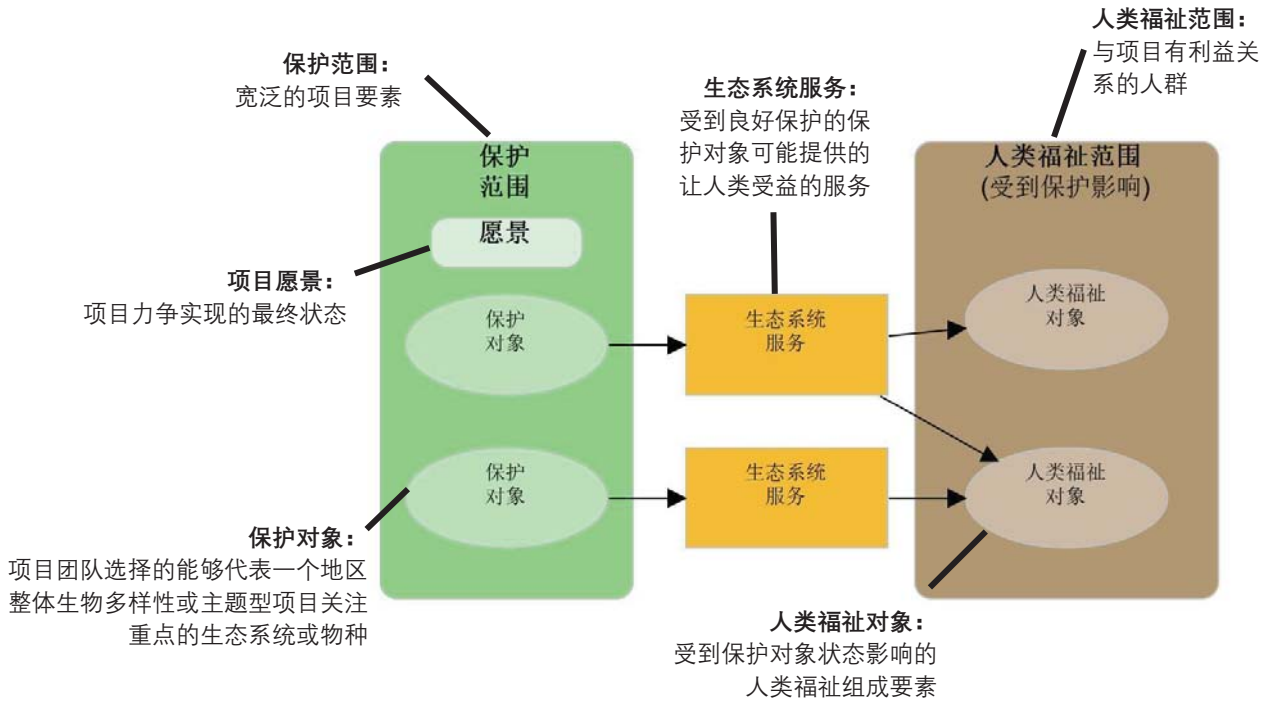 人类福祉范围：
与项目有利益关
系的人群
保护范围：
宽泛的项目要素
生态系统服务：
受到良好保护的保
护对象可能提供的
让人类受益的服务
保护
范围
愿景
人类福祉范围
(受到保护影响)
项目愿景：
项目力争实现的最终状态
保护
对象
生态系统
服务
人类福祉
对象
保护
对象
生态系统
服务
人类福祉
对象
保护对象：
项目团队选择的能够代表一个地区
整体生物多样性或主题型项目关注
重点的生态系统或物种
人类福祉对象：
受到保护对象状态影响的
人类福祉组成要素